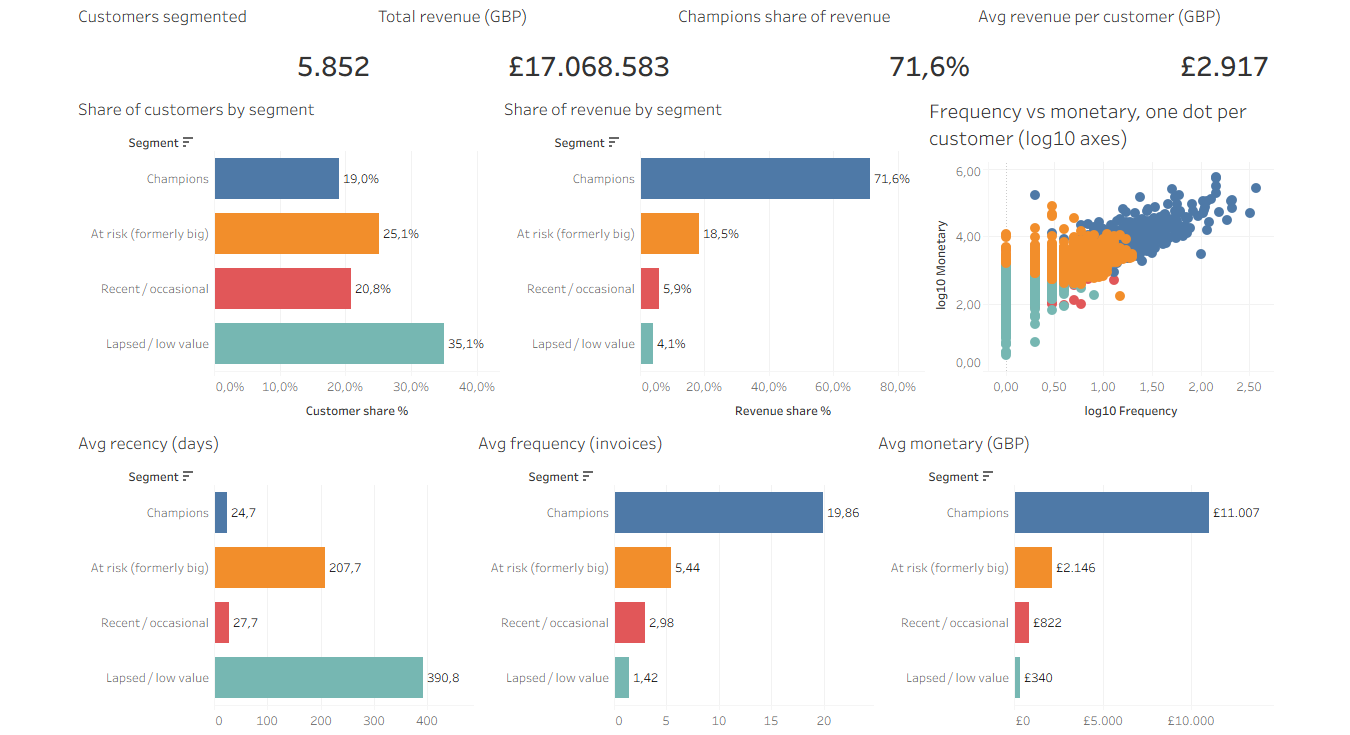 Customers segmented
Total revenue (GBP)
Champions share of revenue
Avg revenue per customer (GBP)
5.852
£17.068.583
71,6%
£2.917
Share of customers by segment
Segment
Champions
19,0%
At risk (formerly big)
25,1%
Recent / occasional
20,8%
Lapsed / low value
35,1%
0,0% 10,0% 20,0% 30,0% 40,0%
Customer share %
Share of revenue by segment
Segment
Champions
71,6%
At risk (formerly big)
18,5%
Recent / occasional
5,9%
Lapsed / low value
4,1%
0,0% 20,0% 40,0% 60,0% 80,0%
Revenue share %
Frequency vs monetary, one dot per
customer (log10 axes)
log10 Monetary
6,00
4,00
2,00
0,00
0,00 0,50 1,00 1,50 2,00 2,50
log10 Frequency
Avg recency (days)
Segment
Champions
24,7
At risk (formerly big)
207,7
Recent / occasional
27,7
Lapsed / low value
390,8
0 100 200 300 400
Avg frequency (invoices)
Segment
Champions
19,86
At risk (formerly big)
5,44
Recent / occasional
2,98
Lapsed / low value
1,42
0 5 10 15 20
Avg monetary (GBP)
Segment
Champions
£11.007
At risk (formerly big)
£2.146
Recent / occasional
£822
Lapsed / low value
£340
£0 £5.000 £10.000